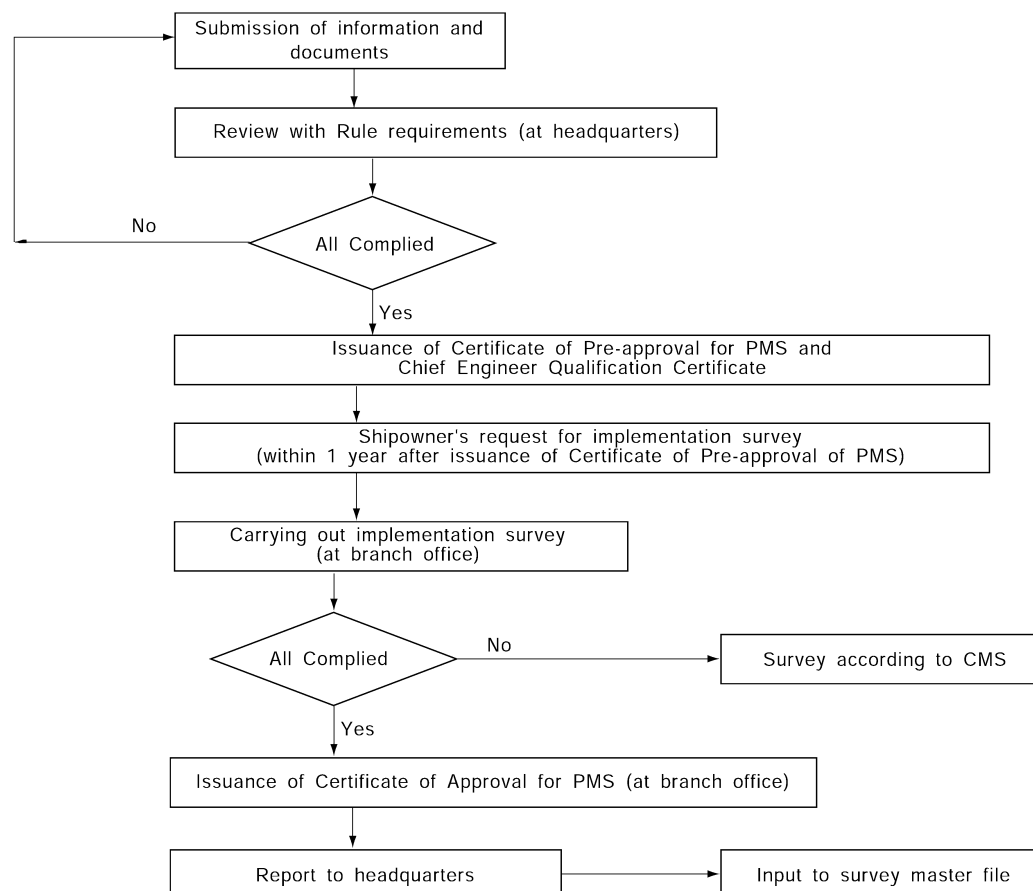 Submission of information and
documents
Review with Rule requirements (at headquarters)
No
All Complied
Yes
Issuance of Certificate of Pre-approval for PMS and
Chief Engineer Qualification Certificate
Shipowner's request for implementation survey
(within 1 year after issuance of Certificate of Pre-approval of PMS)
Carrying out implementation survey
(at branch office)
All Complied
No
Survey according to CMS
Yes
Issuance of Certificate of Approval for PMS (at branch office)
Report to headquarters
Input to survey master file